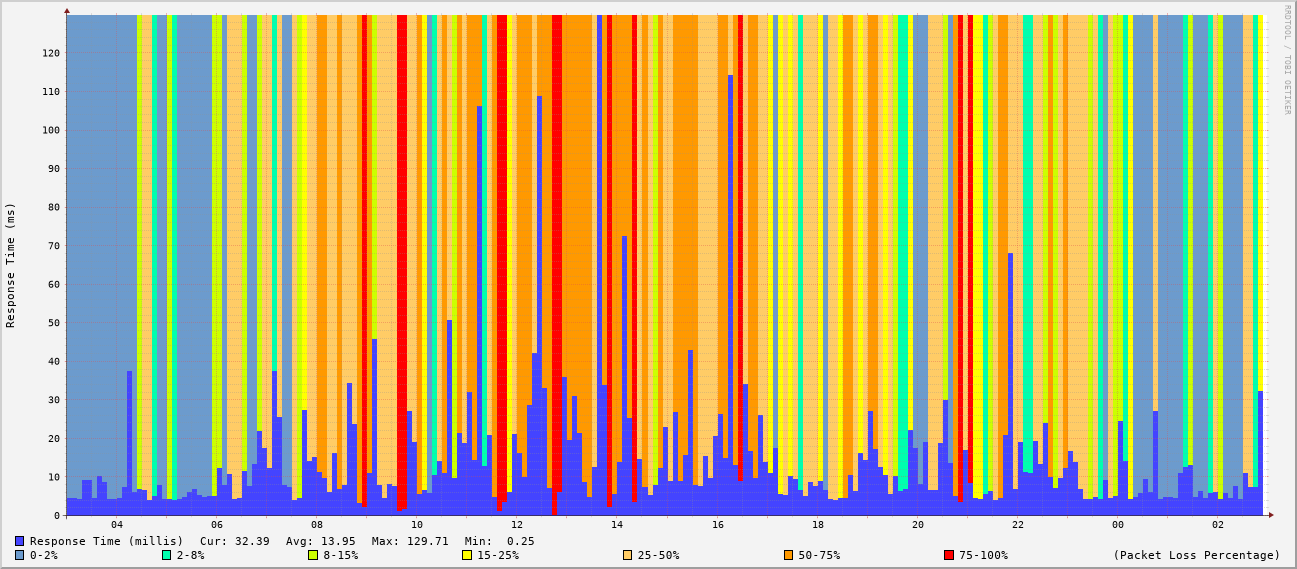 RRDTOOL / TOBI OETIKER
Response Time (ms)
120
110
100
90
80
70
60
50
40
30
20
10
0
04 06 08 10 12 14 16 18 20 22 00 02
Response Time (millis) Cur: 32.39 Avg: 13.95 Max: 129.71 Min: 0.25
0-2% 2-8% 8-15% 15-25% 25-50% 50-75% 75-100% (Packet Loss Percentage)